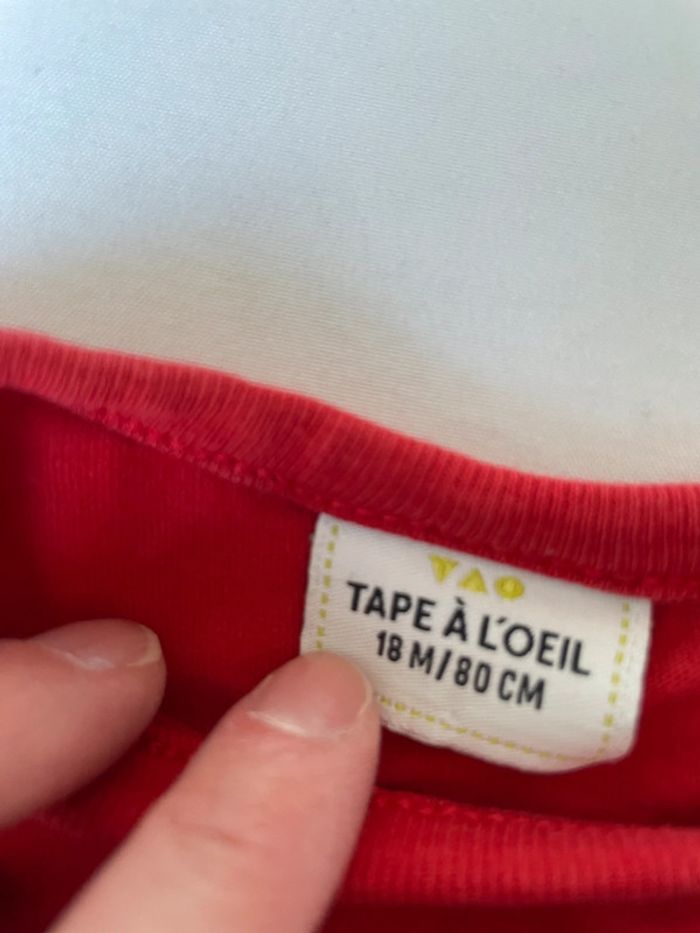 TAO
TAPE À L'OEIL
18 M/80 CM